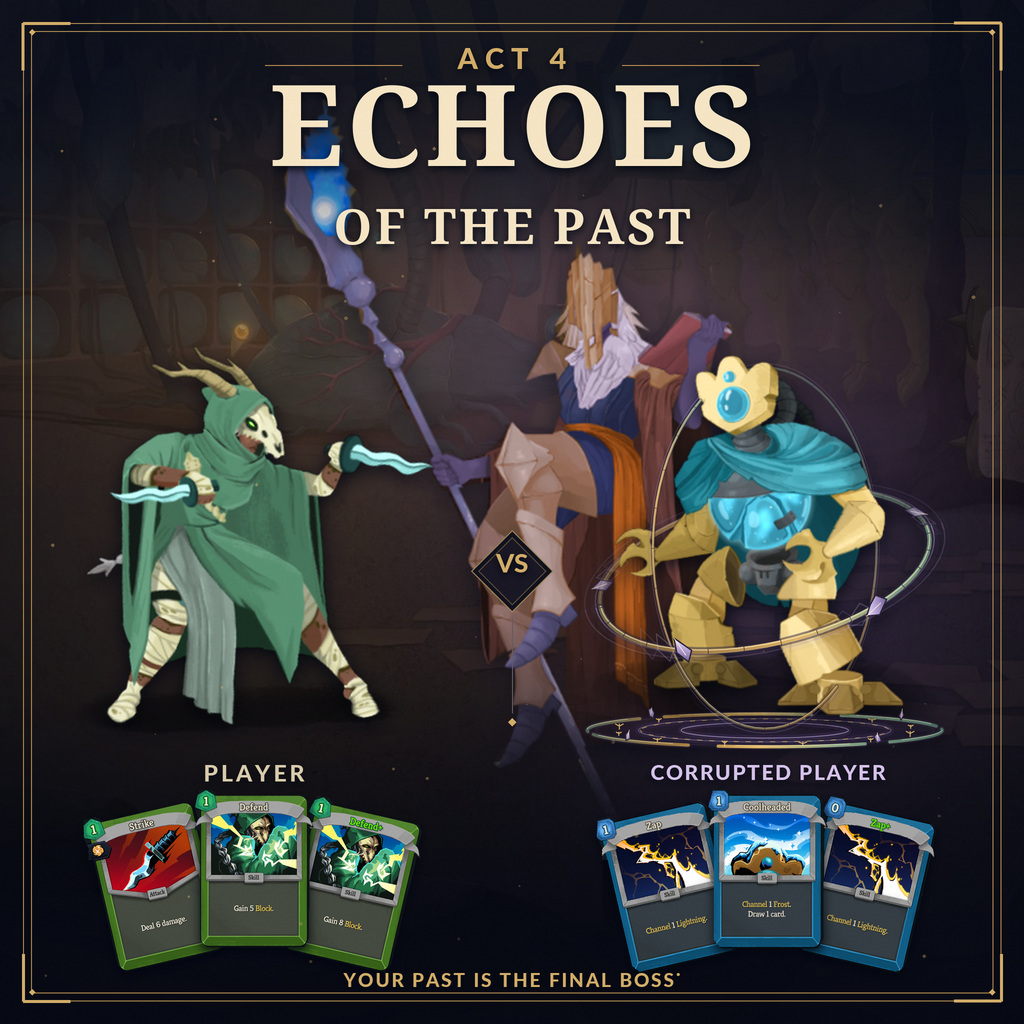 ACT 4
ECHOES
OF THE PAST
VS
PLAYER
CORRUPTED PLAYER
1
Strike
Attack
Deal 6 damage.
1
Defend
Skill
Gain 5 Block.
1
Defend+
Skill
Gain 8 Block.
1
Zap
Skill
Channel 1 Lightning.
1
Coolheaded
Skill
Channel 1 Frost.
Draw 1 card.
0
Zap+
Skill
Channel 1 Lightning.
YOUR PAST IS THE FINAL BOSS